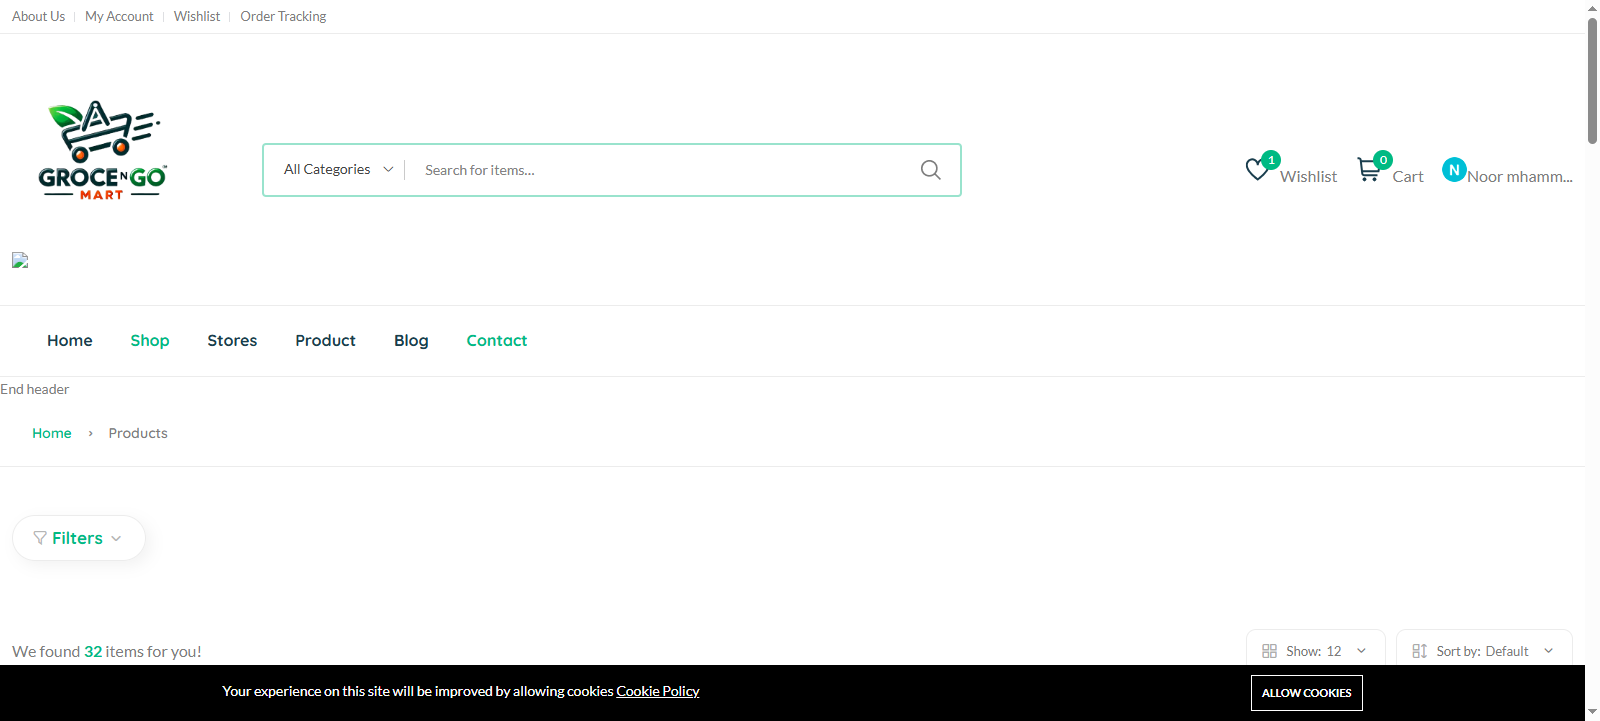 About Us My Account Wishlist Order Tracking
GROCE N GO™
MART
All Categories Search for items...
1 Wishlist 0 Cart N Noor mhamm...
Home Shop Stores Product Blog Contact
End header
Home › Products
Filters
We found 32 items for you!
Show: 12 Sort by: Default
Your experience on this site will be improved by allowing cookies Cookie Policy
ALLOW COOKIES